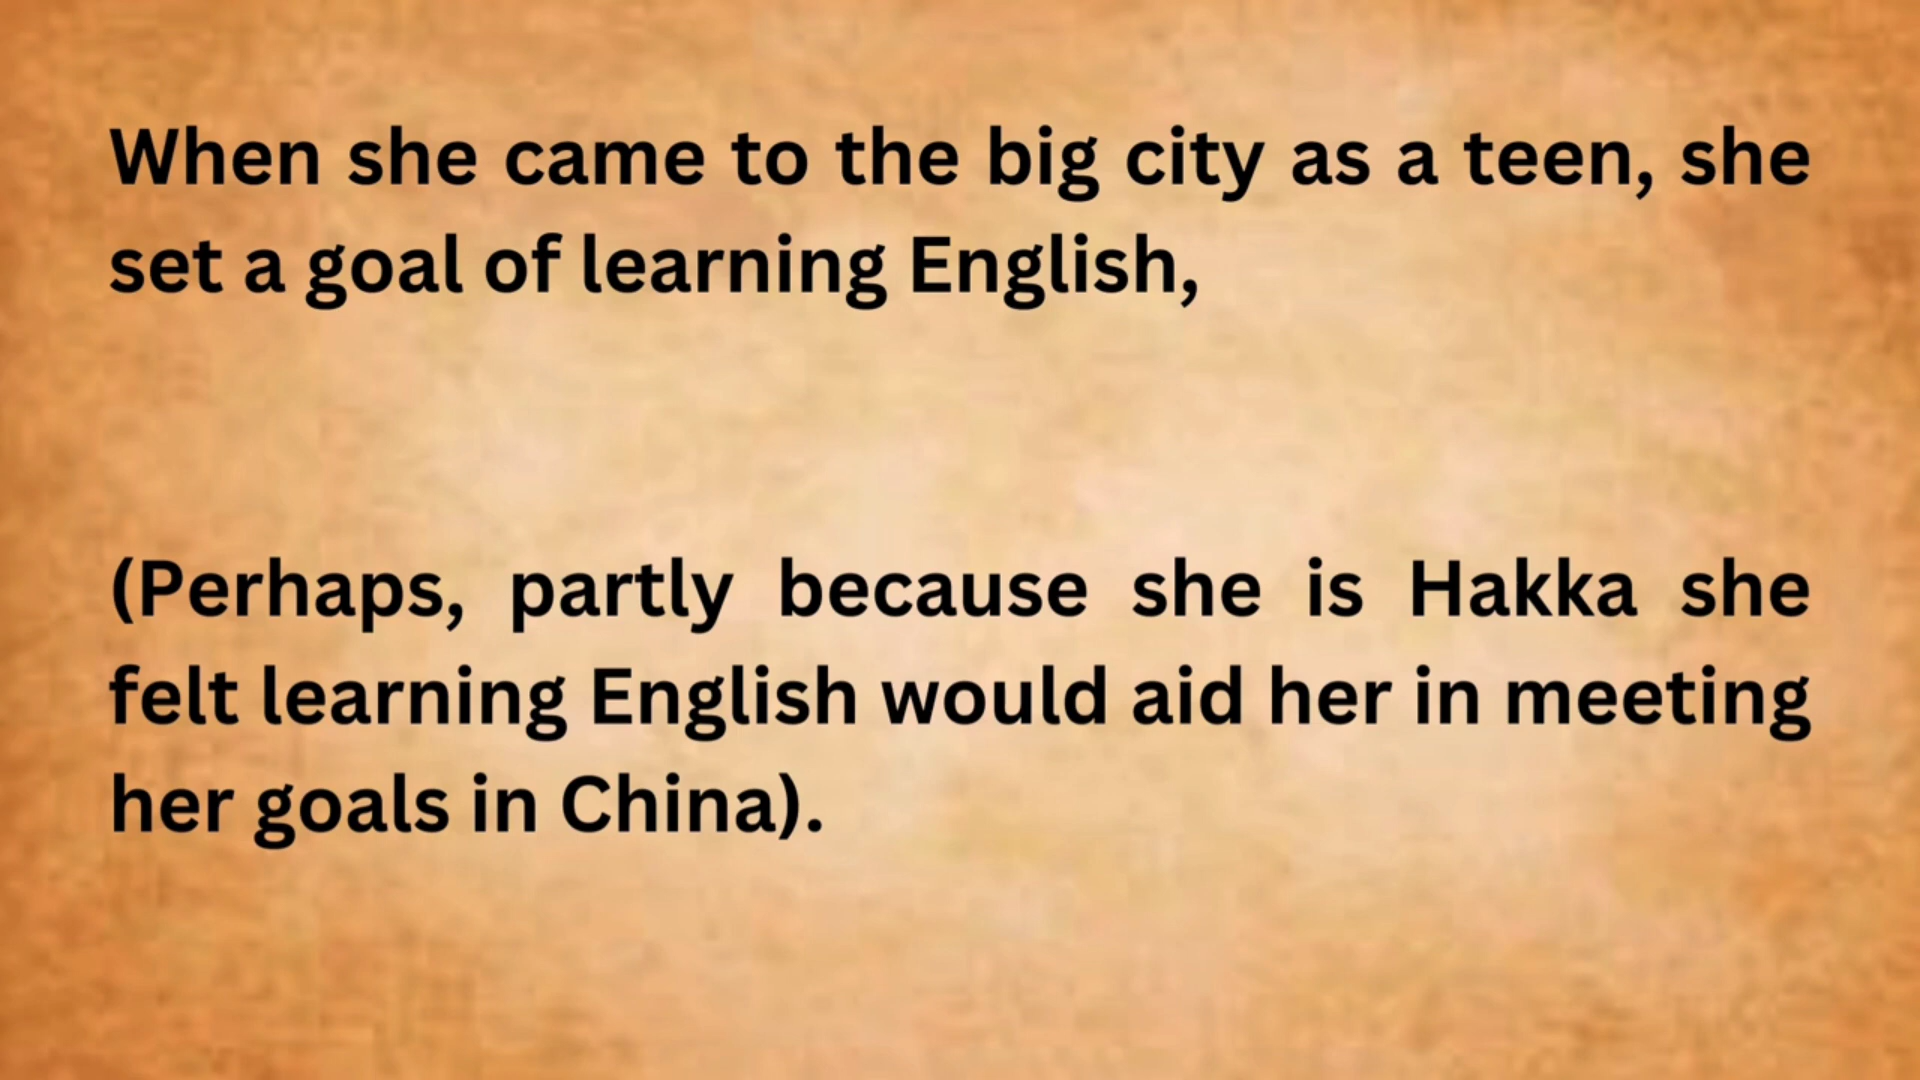 When she came to the big city as a teen, she
set a goal of learning English,
(Perhaps, partly because she is Hakka she
felt learning English would aid her in meeting
her goals in China).